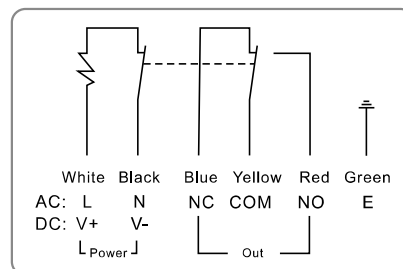 White Black Blue Yellow Red Green
AC: L N NC COM NO E
DC: V+ V-
Power Out